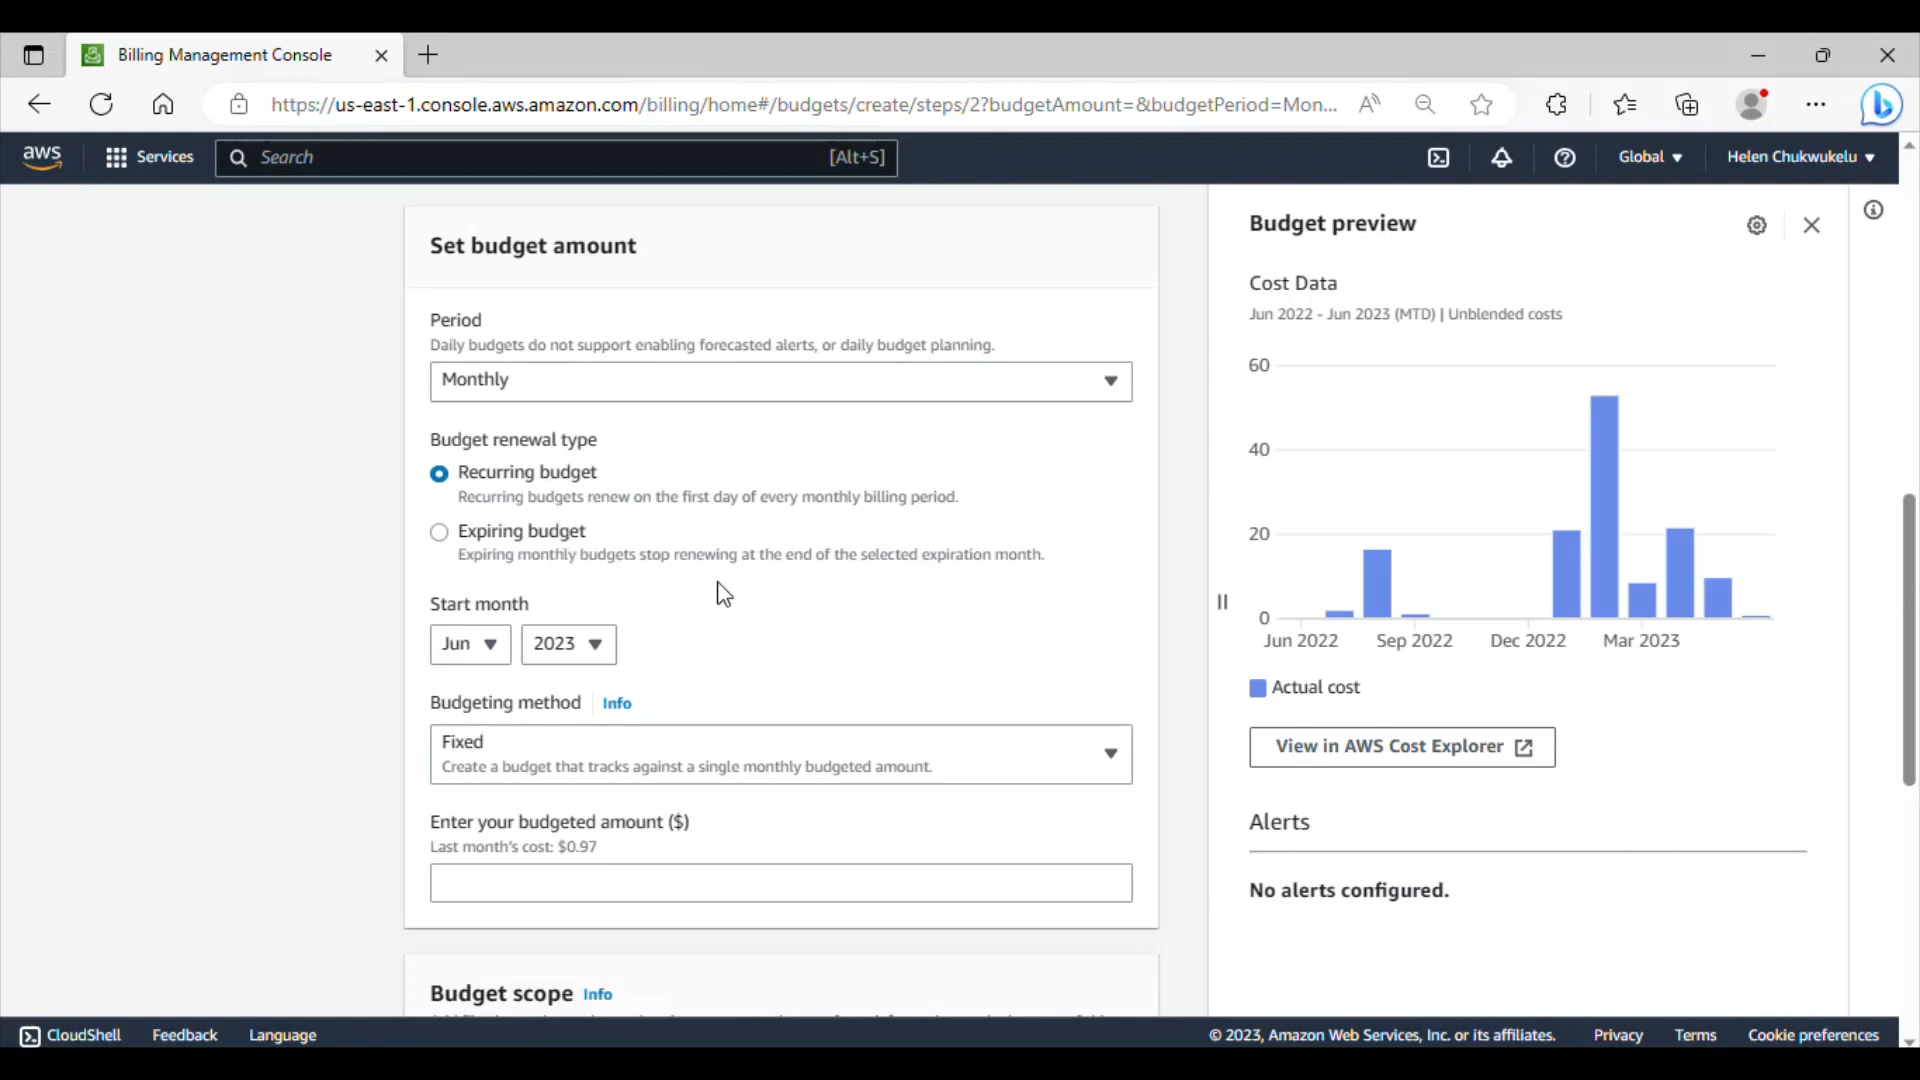 Billing Management Console
https://us-east-1.console.aws.amazon.com/billing/home#/budgets/create/steps/2?budgetAmount=&budgetPeriod=Mon...
aws
Services
Search
[Alt+S]
Global
Helen Chukwukelu
Set budget amount
Period
Daily budgets do not support enabling forecasted alerts, or daily budget planning.
Monthly
Budget renewal type
Recurring budget
Recurring budgets renew on the first day of every monthly billing period.
Expiring budget
Expiring monthly budgets stop renewing at the end of the selected expiration month.
Start month
Jun
2023
Budgeting method
Info
Fixed
Create a budget that tracks against a single monthly budgeted amount.
Enter your budgeted amount ($)
Last month's cost: $0.97
Budget scope Info
Budget preview
Cost Data
Jun 2022 - Jun 2023 (MTD) | Unblended costs
60
40
20
0
Jun 2022 Sep 2022 Dec 2022 Mar 2023
Actual cost
View in AWS Cost Explorer
Alerts
No alerts configured.
CloudShell Feedback Language
© 2023, Amazon Web Services, Inc. or its affiliates. Privacy Terms Cookie preferences